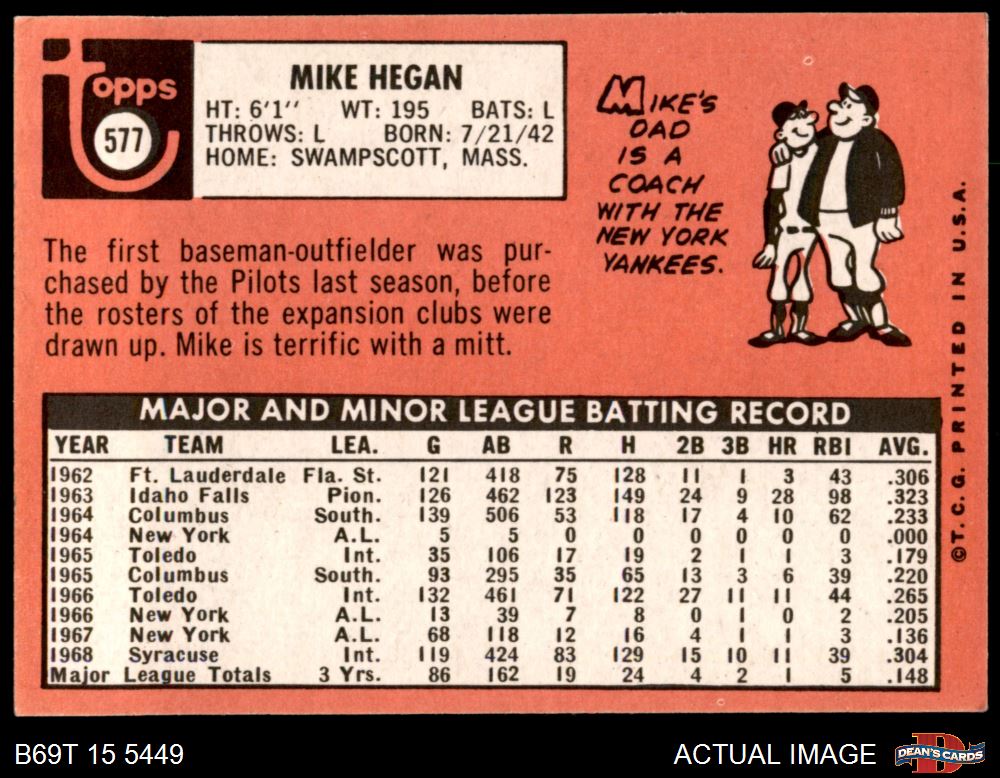 Topps
577
MIKE HEGAN
HT: 6'1'' WT: 195 BATS: L
THROWS: L BORN: 7/21/42
HOME: SWAMPSCOTT, MASS.
The first baseman-outfielder was pur-
chased by the Pilots last season, before
the rosters of the expansion clubs were
drawn up. Mike is terrific with a mitt.
MIKE'S
DAD
IS A
COACH
WITH THE
NEW YORK
YANKEES.
©T. C. G. PRINTED IN U.S.A.
MAJOR AND MINOR LEAGUE BATTING RECORD
YEAR TEAM LEA. G AB R H 2B 3B HR RBI AVG.
1962 Ft. Lauderdale Fla. St. 121 418 75 128 11 1 3 43 .306
1963 Idaho Falls Pion. 126 462 123 149 24 9 28 98 .323
1964 Columbus South. 139 506 53 118 17 4 10 62 .233
1964 New York A.L. 5 5 0 0 0 0 0 0 .000
1965 Toledo Int. 35 106 17 19 2 1 1 3 .179
1965 Columbus South. 93 295 35 65 13 3 6 39 .220
1966 Toledo Int. 132 461 71 122 27 11 11 44 .265
1966 New York A.L. 13 39 7 8 0 1 0 2 .205
1967 New York A.L. 68 118 12 16 4 1 1 3 .136
1968 Syracuse Int. 119 424 83 129 15 10 11 39 .304
Major League Totals 3 Yrs. 86 162 19 24 4 2 1 5 .148
B69T 15 5449
ACTUAL IMAGE
DEAN'S CARDS